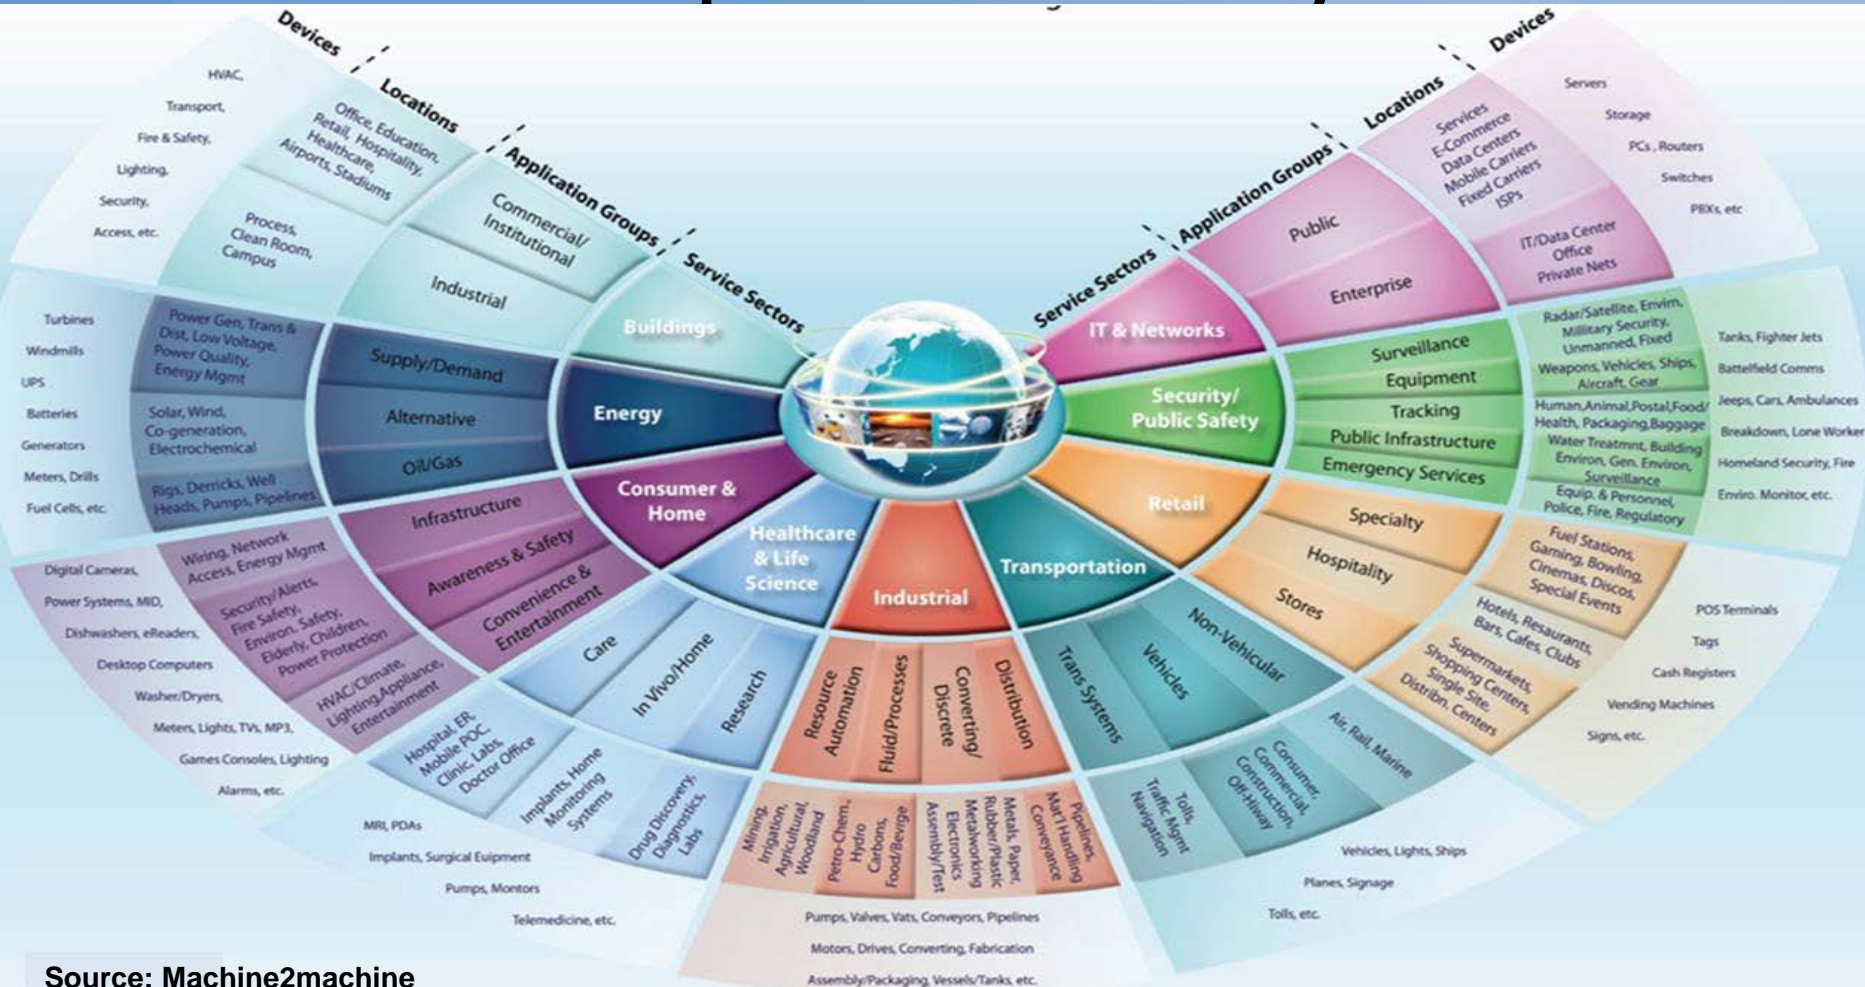 Devices
Locations
Application Groups
Service Sectors
Buildings
Commercial/
Institutional
Industrial
Office, Education,
Retail, Hospitality,
Healthcare,
Airports, Stadiums
Process,
Clean Room,
Campus
HVAC,
Transport,
Fire & Safety,
Lighting,
Security,
Access, etc.
Energy
Supply/Demand
Alternative
Oil/Gas
Power Gen, Trans &
Dist, Low Voltage,
Power Quality,
Energy Mgmt
Solar, Wind,
Co-generation,
Electrochemical
Rigs, Derricks, Well
Heads, Pumps, Pipelines
Turbines
Windmills
UPS
Batteries
Generators
Meters, Drills
Fuel Cells, etc.
Consumer &
Home
Infrastructure
Awareness & Safety
Convenience &
Entertainment
Wiring, Network
Access, Energy Mgmt
Security/Alerts,
Fire Safety,
Environ. Safety,
Elderly, Children,
Power Protection
HVAC/Climate,
Lighting,Appliance,
Entertainment
Digital Cameras,
Power Systems, MID,
Dishwashers, eReaders,
Desktop Computers
Washer/Dryers,
Meters, Lights, TVs, MP3,
Games Consoles, Lighting
Alarms, etc.
Healthcare
& Life
Science
Care
In Vivo/Home
Research
Hospital, ER,
Mobile POC,
Clinic, Labs,
Doctor Office
Implants, Home
Monitoring
Systems
Drug Discovery,
Diagnostics,
Labs
MRI, PDAs
Implants, Surgical Euipment
Pumps, Montors
Telemedicine, etc.
Industrial
Resource
Automation
Fluid/Processes
Converting/
Discrete
Distribution
Mining,
Irrigation,
Agricultural,
Woodland
Petro-Chem.,
Hydro
Carbons,
Food/Bevrge
Metals, Paper,
Rubber/Plastic
Metalworking
Electronics
Assembly/Test
Pipelines,
Mat'l Handling
Conveyance
Pumps, Valves, Vats, Conveyors, Pipelines
Motors, Drives, Converting, Fabrication
Assembly/Packaging, Vessels/Tanks, etc.
Transportation
Trans Systems
Vehicles
Non-Vehicular
Tolls,
Traffic Mgmt
Navigation
Consumer,
Commercial,
Construction,
Off-Hiway
Air, Rail, Marine
Vehicles, Lights, Ships
Planes, Signage
Tolls, etc.
Retail
Specialty
Hospitality
Stores
Fuel Stations,
Gaming, Bowling,
Cinemas, Discos,
Special Events
Hotels, Resaurants,
Bars, Cafes, Clubs
Supermarkets,
Shopping Centers,
Single Site,
Distribn. Centers
POS Terminals
Tags
Cash Registers
Vending Machines
Signs, etc.
Security/
Public Safety
Surveillance
Equipment
Tracking
Public Infrastructure
Emergency Services
Radar/Satellite, Envirn,
Millitary Security,
Unmanned, Fixed
Weapons, Vehicles, Ships,
Aircraft, Gear
Human,Animal,Postal,Food/
Health, Packaging,Baggage
Water Treatmnt, Building
Environ, Gen. Environ,
Surveillance
Equip. & Personnel,
Police, Fire, Regulatory
Tanks, Fighter Jets
Battelfield Comms
Jeeps, Cars, Ambulances
Breakdown, Lone Worker
Homeland Security, Fire
Enviro. Monitor, etc.
IT & Networks
Public
Enterprise
Services
E-Commerce
Data Centers
Mobile Carriers
Fixed Carriers
ISPs
IT/Data Center
Office
Private Nets
Servers
Storage
PCs, Routers
Switches
PBXs, etc
Service Sectors
Application Groups
Locations
Devices
Source: Machine2machine